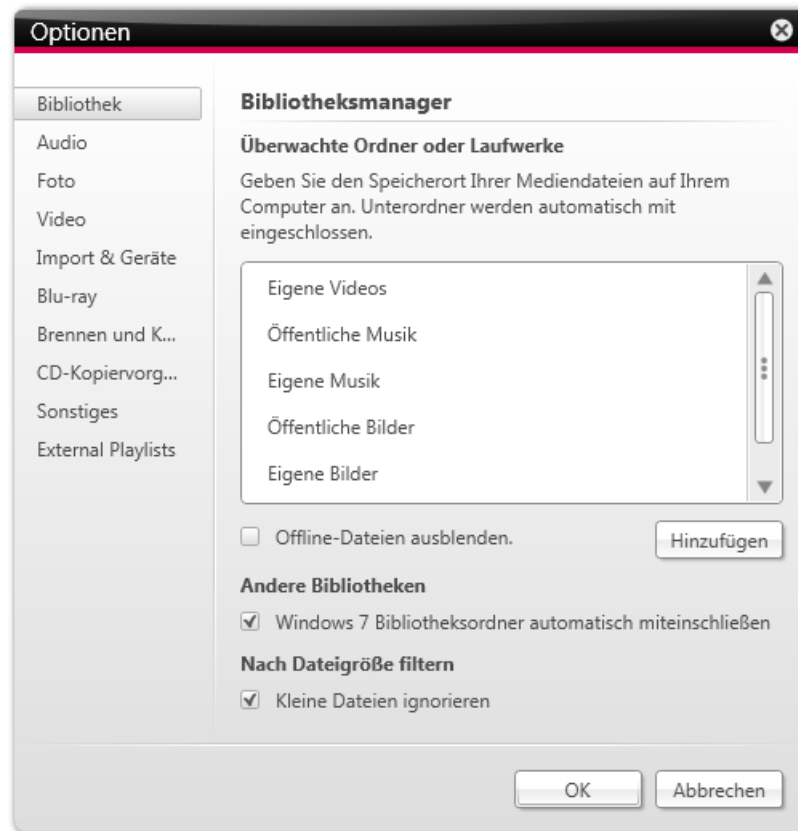 Optionen
Bibliothek
Audio
Foto
Video
Import & Geräte
Blu-ray
Brennen und K...
CD-Kopiervorg...
Sonstiges
External Playlists
Bibliotheksmanager
Überwachte Ordner oder Laufwerke
Geben Sie den Speicherort Ihrer Mediendateien auf Ihrem
Computer an. Unterordner werden automatisch mit
eingeschlossen.
Eigene Videos
Öffentliche Musik
Eigene Musik
Öffentliche Bilder
Eigene Bilder
Offline-Dateien ausblenden.
Hinzufügen
Andere Bibliotheken
Windows 7 Bibliotheksordner automatisch miteinschließen
Nach Dateigröße filtern
Kleine Dateien ignorieren
OK
Abbrechen